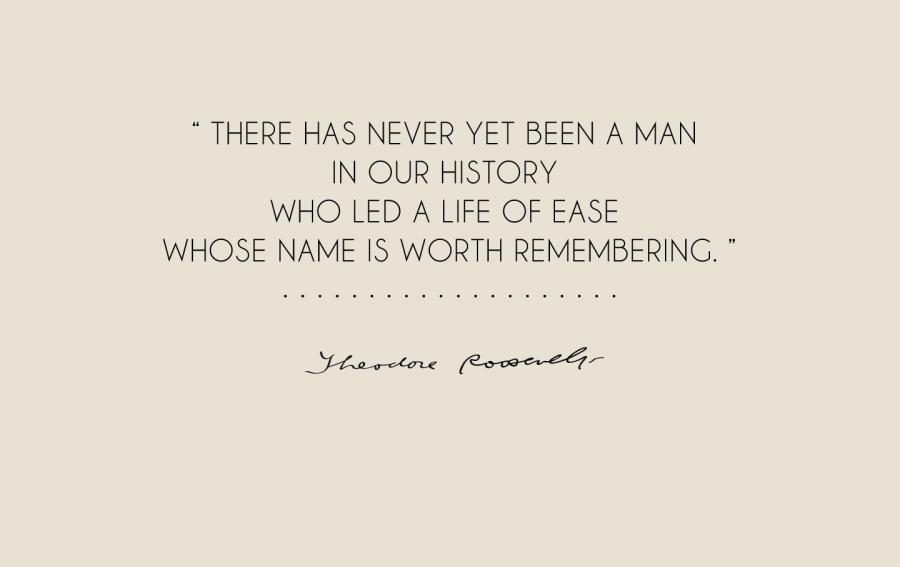 “ THERE HAS NEVER YET BEEN A MAN
IN OUR HISTORY
WHO LED A LIFE OF EASE
WHOSE NAME IS WORTH REMEMBERING. ”
. . . . . . . . . . . . . . . . . . . .
Theodore Roosevelt